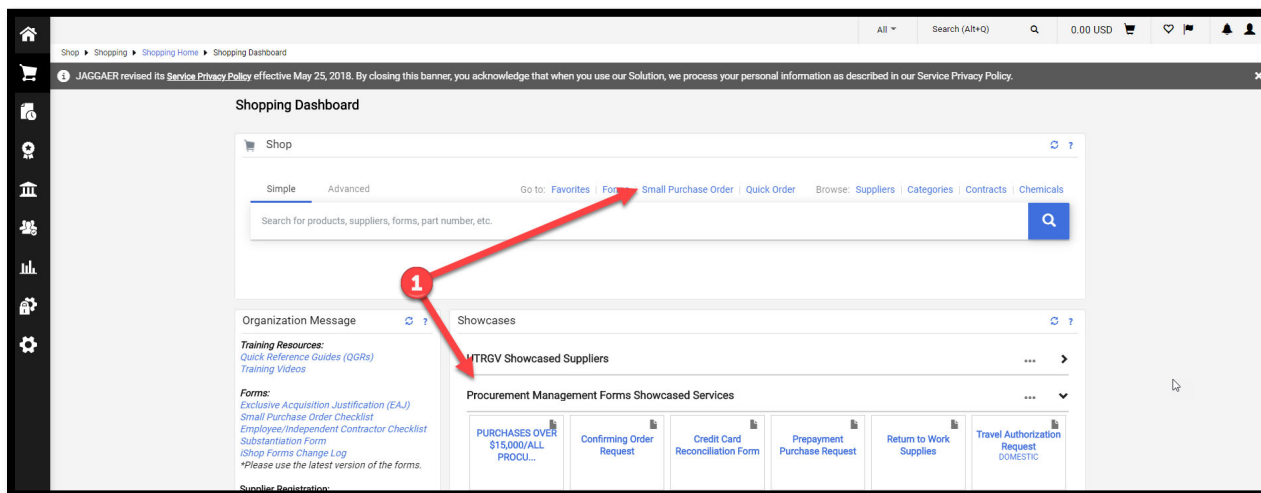 All Search (Alt+Q) 0.00 USD
Shop Shopping Shopping Home Shopping Dashboard
JAGGAER revised its Service Privacy Policy effective May 25, 2018. By closing this banner, you acknowledge that when you use our Solution, we process your personal information as described in our Service Privacy Policy.
Shopping Dashboard
Shop ?
Simple Advanced Go to: Favorites | Forms | Small Purchase Order | Quick Order Browse: Suppliers | Categories | Contracts | Chemicals
Search for products, suppliers, forms, part number, etc.
1
Organization Message ?
Training Resources:
Quick Reference Guides (QGRs)
Training Videos
Forms:
Exclusive Acquisition Justification (EAJ)
Small Purchase Order Checklist
Employee/Independent Contractor Checklist
Substantiation Form
iShop Forms Change Log
*Please use the latest version of the forms.
Supplier Registration:
Showcases ?
Showcased Suppliers ...
Procurement Management Forms Showcased Services ...
PURCHASES OVER
$15,000/ALL
PROCU...
Confirming Order
Request
Credit Card
Reconciliation Form
Prepayment
Purchase Request
Return to Work
Supplies
Travel Authorization
Request
DOMESTIC